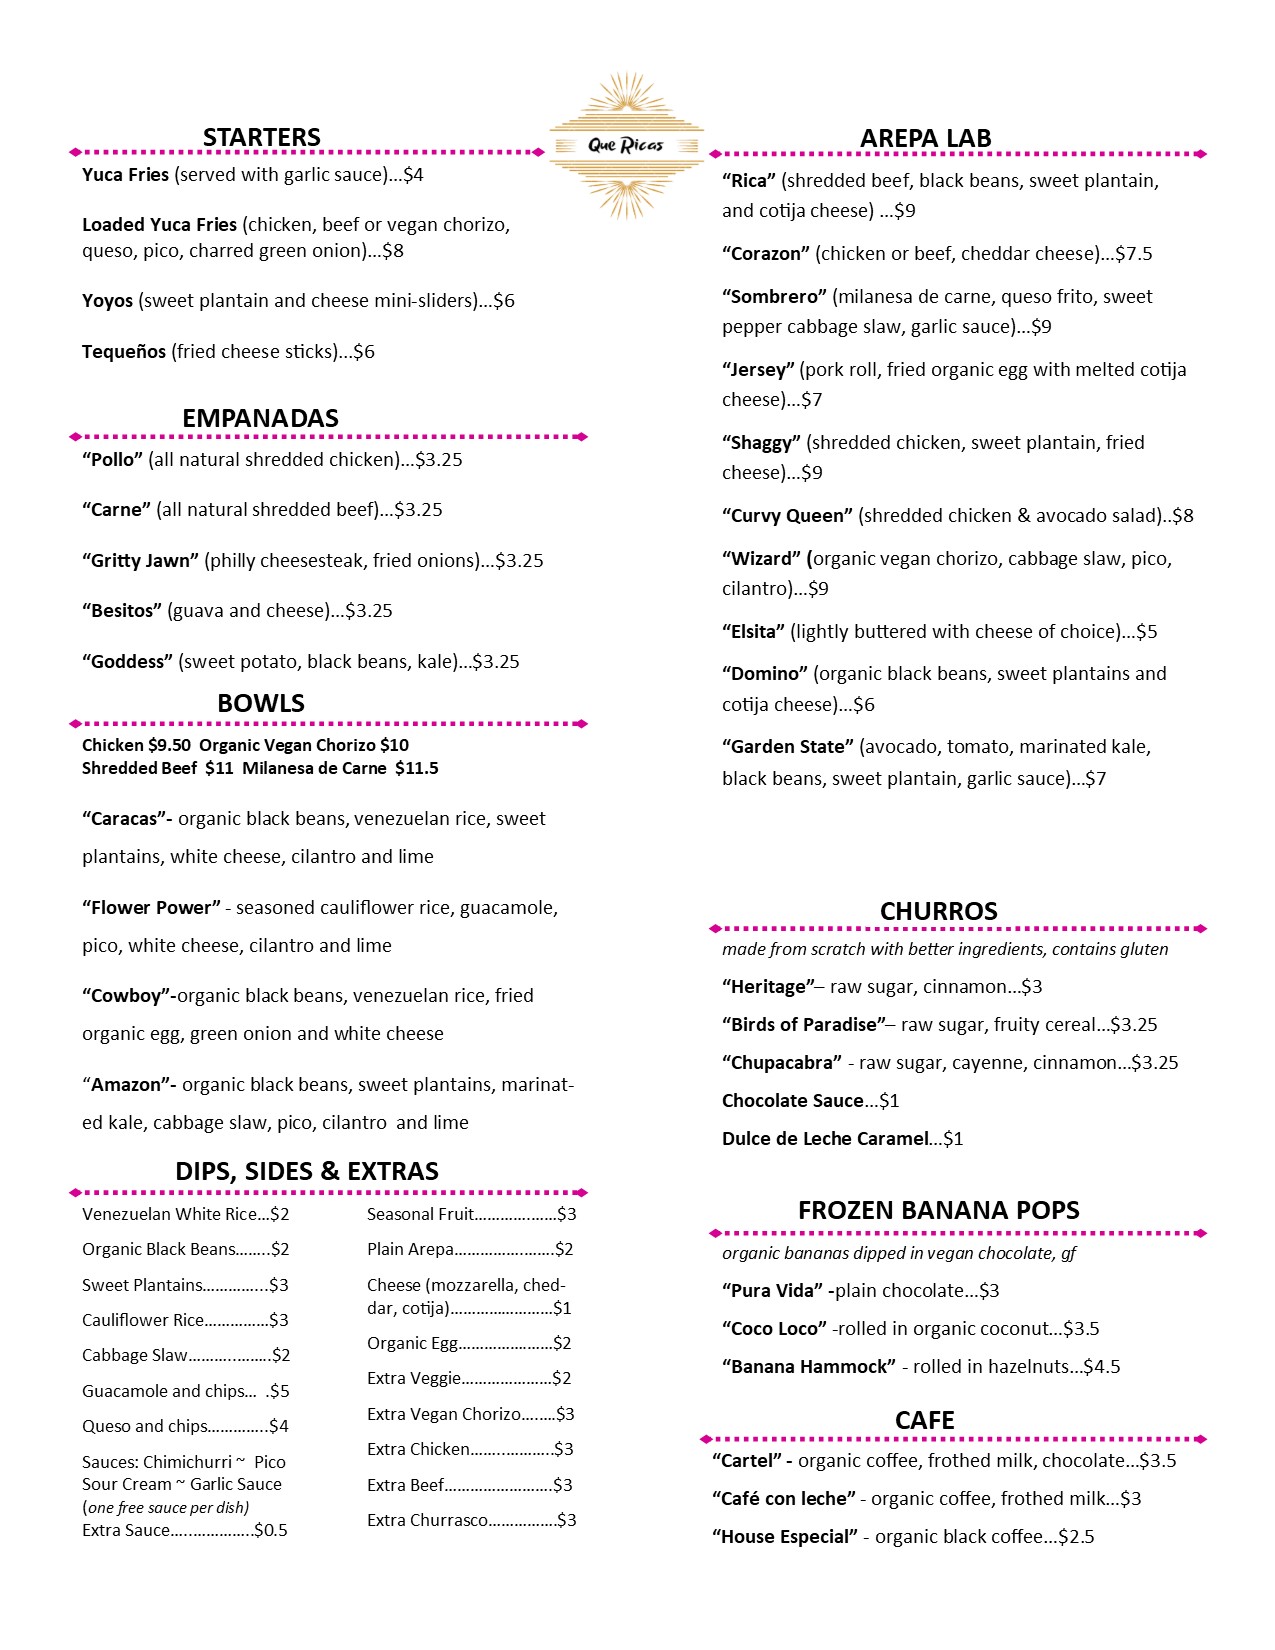 Que Ricas
STARTERS
Yuca Fries (served with garlic sauce)...$4
Loaded Yuca Fries (chicken, beef or vegan chorizo,
queso, pico, charred green onion)...$8
Yoyos (sweet plantain and cheese mini-sliders)...$6
Tequeños (fried cheese sticks)...$6
EMPANADAS
“Pollo” (all natural shredded chicken)...$3.25
“Carne” (all natural shredded beef)...$3.25
“Gritty Jawn” (philly cheesesteak, fried onions)...$3.25
“Besitos” (guava and cheese)...$3.25
“Goddess” (sweet potato, black beans, kale)...$3.25
BOWLS
Chicken $9.50  Organic Vegan Chorizo $10
Shredded Beef  $11  Milanesa de Carne  $11.5
“Caracas”- organic black beans, venezuelan rice, sweet
plantains, white cheese, cilantro and lime
“Flower Power” - seasoned cauliflower rice, guacamole,
pico, white cheese, cilantro and lime
“Cowboy”-organic black beans, venezuelan rice, fried
organic egg, green onion and white cheese
“Amazon”- organic black beans, sweet plantains, marinat-
ed kale, cabbage slaw, pico, cilantro  and lime
DIPS, SIDES & EXTRAS
Venezuelan White Rice...$2
Organic Black Beans........$2
Sweet Plantains...............$3
Cauliflower Rice...............$3
Cabbage Slaw...................$2
Guacamole and chips...  .$5
Queso and chips..............$4
Sauces: Chimichurri ~  Pico
Sour Cream ~ Garlic Sauce
(one free sauce per dish)
Extra Sauce...................$0.5
Seasonal Fruit...................$3
Plain Arepa.......................$2
Cheese (mozzarella, ched-
dar, cotija)........................$1
Organic Egg......................$2
Extra Veggie.....................$2
Extra Vegan Chorizo........$3
Extra Chicken...................$3
Extra Beef.........................$3
Extra Churrasco................$3
AREPA LAB
“Rica” (shredded beef, black beans, sweet plantain,
and cotija cheese) ...$9
“Corazon” (chicken or beef, cheddar cheese)...$7.5
“Sombrero” (milanesa de carne, queso frito, sweet
pepper cabbage slaw, garlic sauce)...$9
“Jersey” (pork roll, fried organic egg with melted cotija
cheese)...$7
“Shaggy” (shredded chicken, sweet plantain, fried
cheese)...$9
“Curvy Queen” (shredded chicken & avocado salad)..$8
“Wizard” (organic vegan chorizo, cabbage slaw, pico,
cilantro)...$9
“Elsita” (lightly buttered with cheese of choice)...$5
“Domino” (organic black beans, sweet plantains and
cotija cheese)...$6
“Garden State” (avocado, tomato, marinated kale,
black beans, sweet plantain, garlic sauce)...$7
CHURROS
made from scratch with better ingredients, contains gluten
“Heritage”– raw sugar, cinnamon...$3
“Birds of Paradise”– raw sugar, fruity cereal...$3.25
“Chupacabra” - raw sugar, cayenne, cinnamon...$3.25
Chocolate Sauce...$1
Dulce de Leche Caramel...$1
FROZEN BANANA POPS
organic bananas dipped in vegan chocolate, gf
“Pura Vida” -plain chocolate...$3
“Coco Loco” -rolled in organic coconut...$3.5
“Banana Hammock” - rolled in hazelnuts...$4.5
CAFE
“Cartel” - organic coffee, frothed milk, chocolate...$3.5
“Café con leche” - organic coffee, frothed milk...$3
“House Especial” - organic black coffee...$2.5